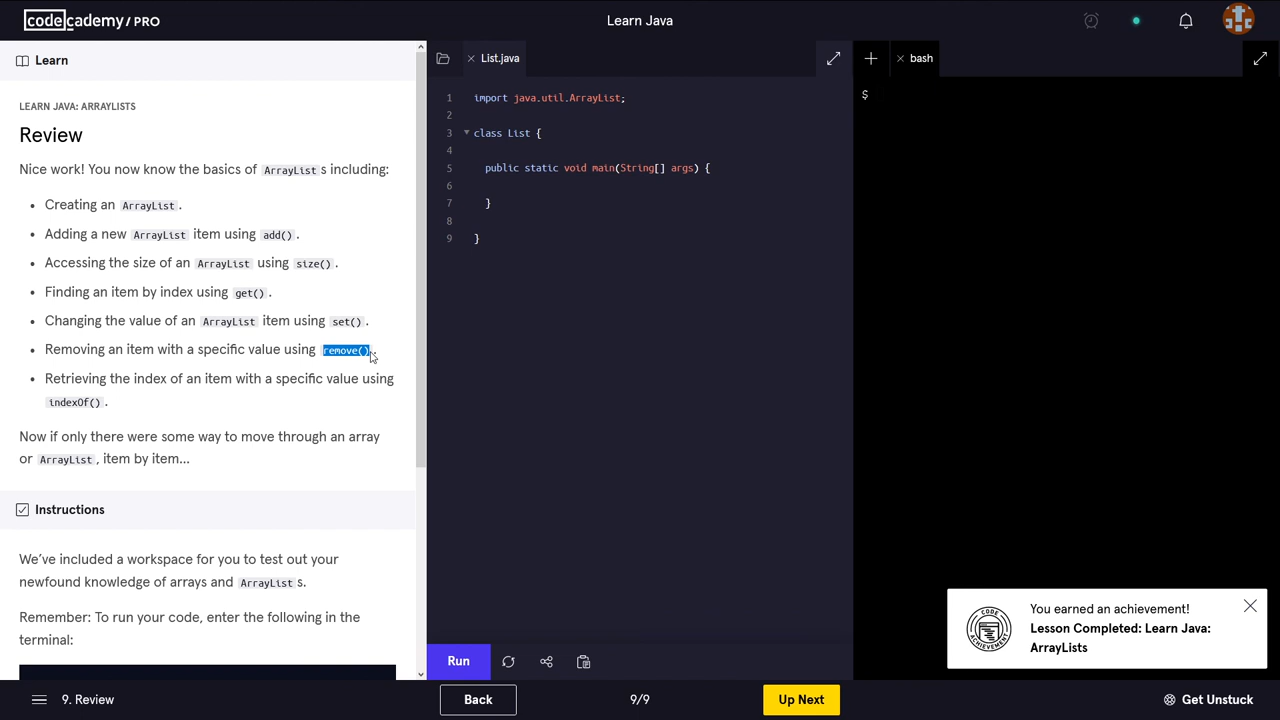 codecademy / PRO
Learn Java
Learn
List.java
bash
LEARN JAVA: ARRAYLISTS
Review
Nice work! You now know the basics of ArrayLists including:
• Creating an ArrayList.
• Adding a new ArrayList item using add().
• Accessing the size of an ArrayList using size().
• Finding an item by index using get().
• Changing the value of an ArrayList item using set().
• Removing an item with a specific value using remove()
• Retrieving the index of an item with a specific value using
indexOf().
Now if only there were some way to move through an array
or ArrayList, item by item...
Instructions
We've included a workspace for you to test out your
newfound knowledge of arrays and ArrayLists.
Remember: To run your code, enter the following in the
terminal:
1 import java.util.ArrayList;
2
3 class List {
4
5 public static void main(String[] args) {
6
7 }
8
9 }
$
You earned an achievement!
Lesson Completed: Learn Java:
ArrayLists
CODE
ACHIEVEMENT
Run
9. Review
Back
9/9
Up Next
Get Unstuck